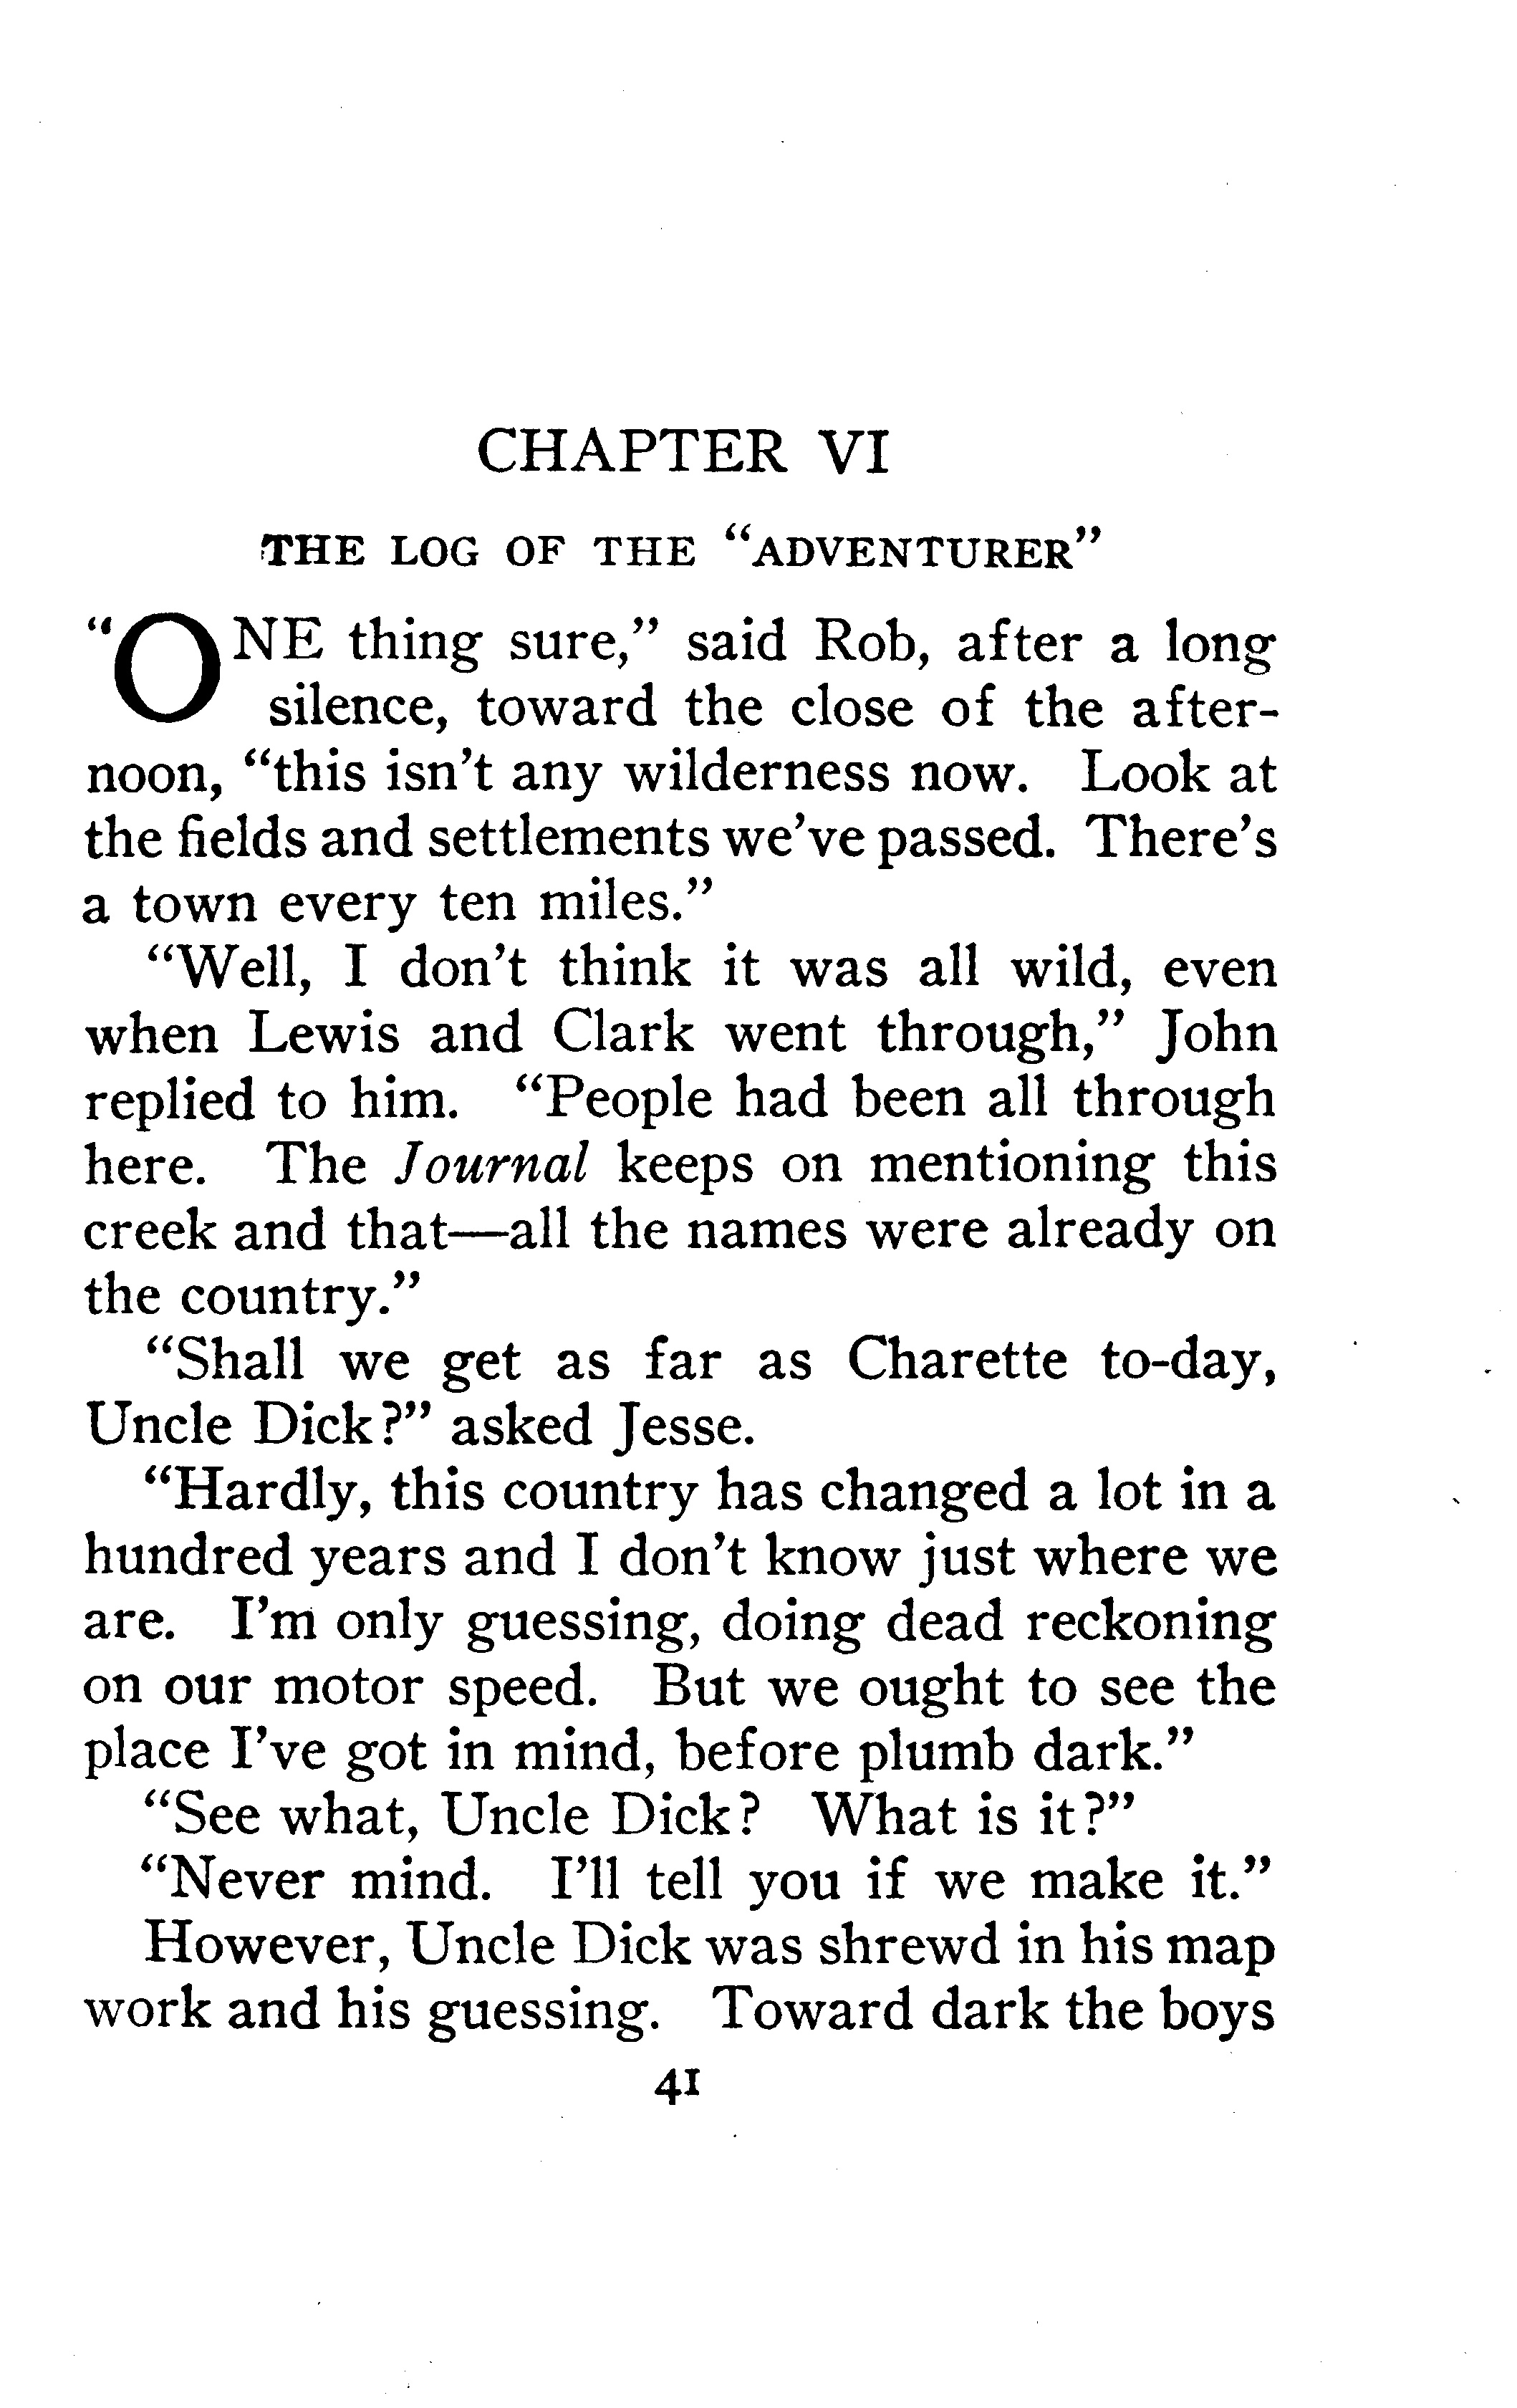 CHAPTER VI
THE LOG OF THE “ADVENTURER”
“ONE thing sure,” said Rob, after a long
silence, toward the close of the after-
noon, “this isn’t any wilderness now. Look at
the fields and settlements we’ve passed. There’s
a town every ten miles.”
“Well, I don’t think it was all wild, even
when Lewis and Clark went through,” John
replied to him. “People had been all through
here. The Journal keeps on mentioning this
creek and that—all the names were already on
the country.”
“Shall we get as far as Charette to-day,
Uncle Dick?” asked Jesse.
“Hardly, this country has changed a lot in a
hundred years and I don’t know just where we
are. I’m only guessing, doing dead reckoning
on our motor speed. But we ought to see the
place I’ve got in mind, before plumb dark.”
“See what, Uncle Dick? What is it?”
“Never mind. I’ll tell you if we make it.”
However, Uncle Dick was shrewd in his map
work and his guessing. Toward dark the boys
41